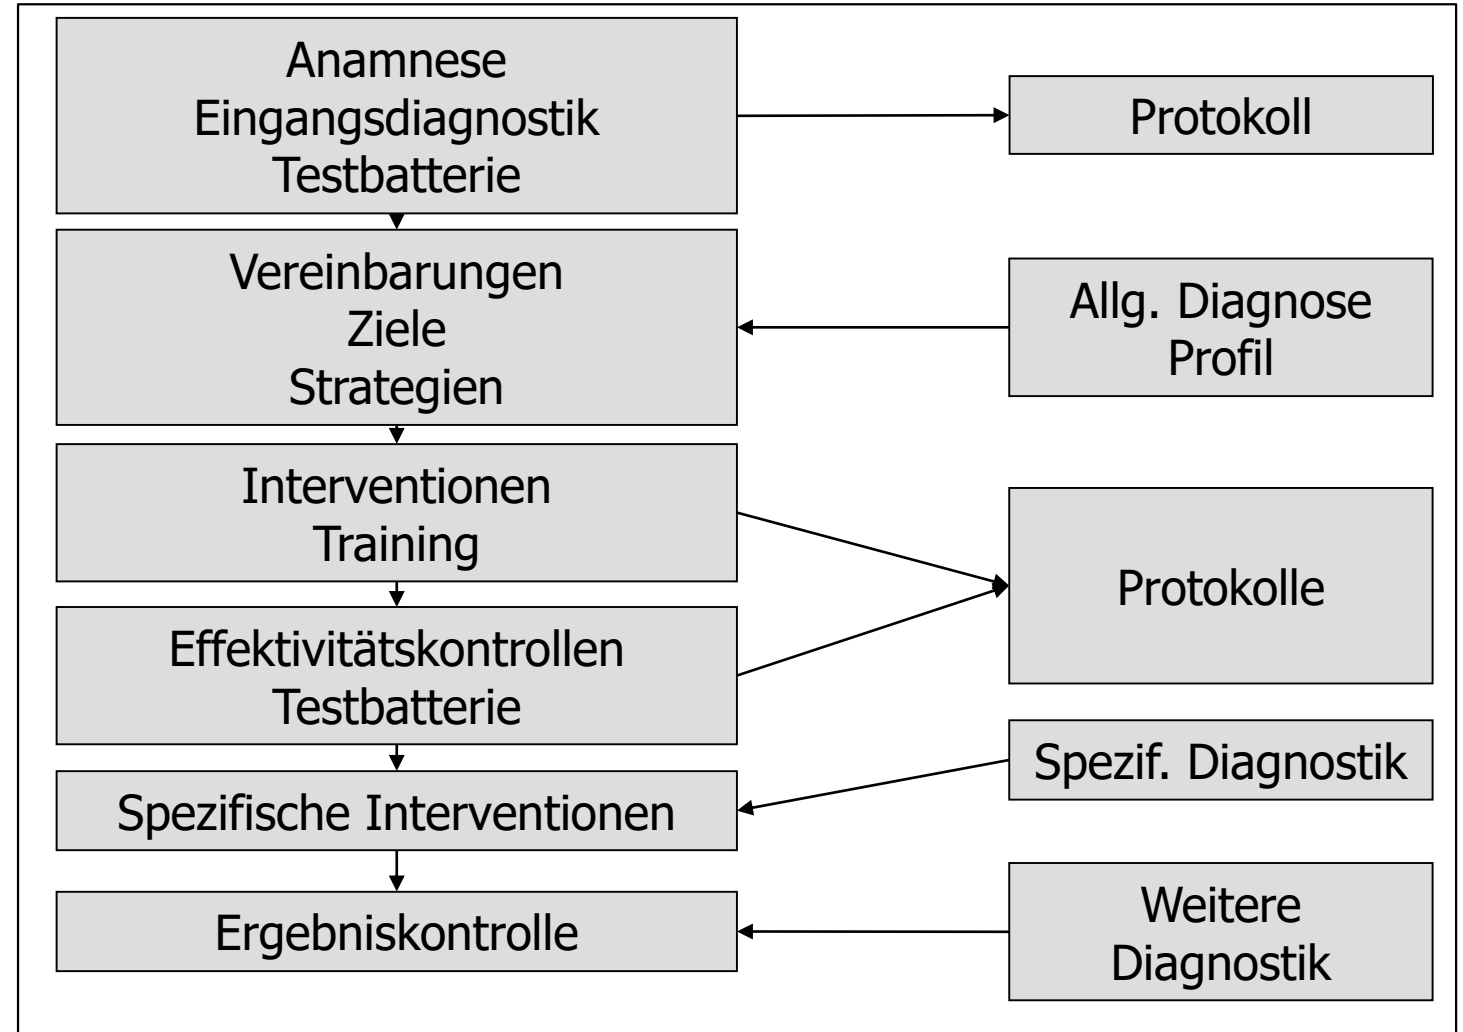 Anamnese
Eingangsdiagnostik
Testbatterie
Protokoll
Vereinbarungen
Ziele
Strategien
Allg. Diagnose
Profil
Interventionen
Training
Protokolle
Effektivitätskontrollen
Testbatterie
Spezif. Diagnostik
Spezifische Interventionen
Ergebniskontrolle
Weitere
Diagnostik